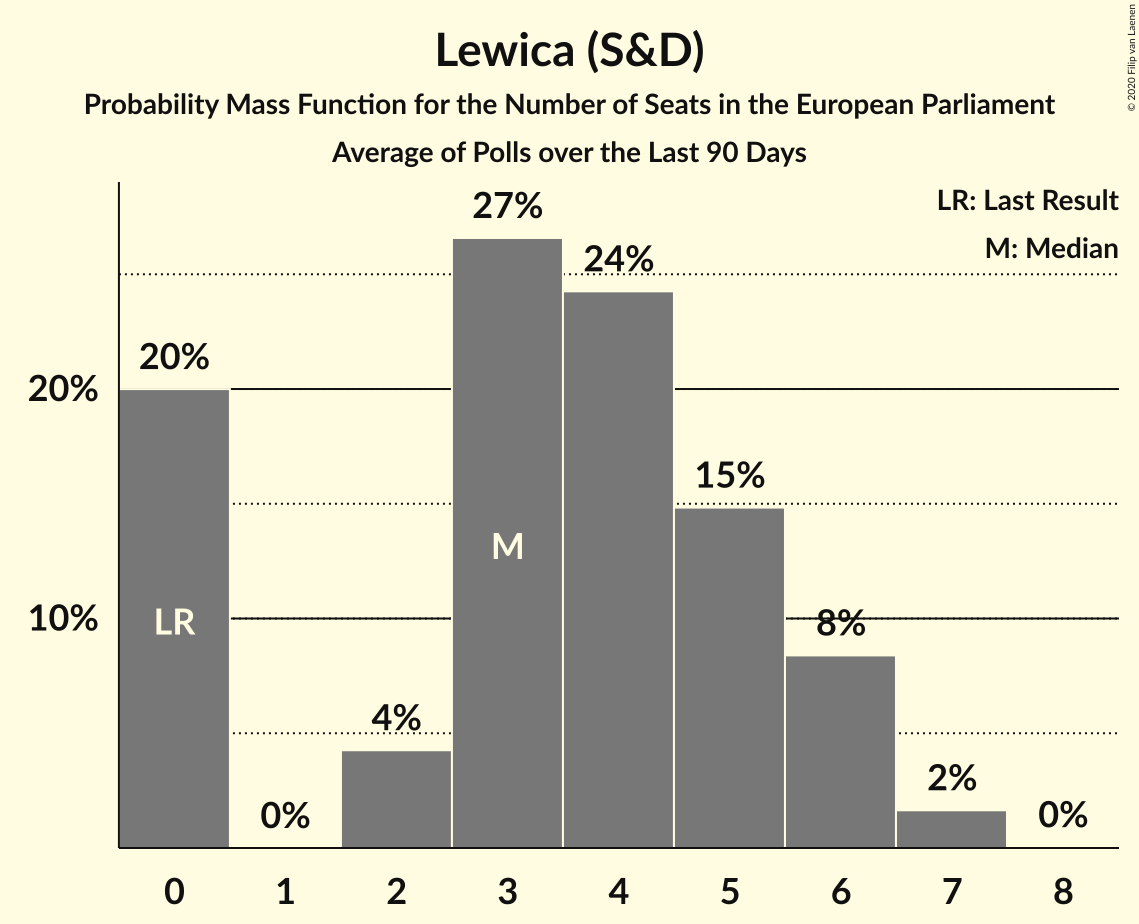 Lewica (S&D)
Probability Mass Function for the Number of Seats in the European Parliament
Average of Polls over the Last 90 Days
© 2020 Filip van Laenen
LR: Last Result
M: Median
27%
24%
20%
20%
15%
M
10%
LR
8%
4%
2%
0%
0%
0 1 2 3 4 5 6 7 8